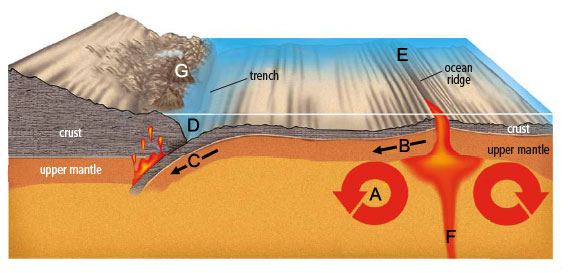 E
G
trench
ocean
ridge
D
crust
crust
B
upper mantle
C
upper mantle
A
F